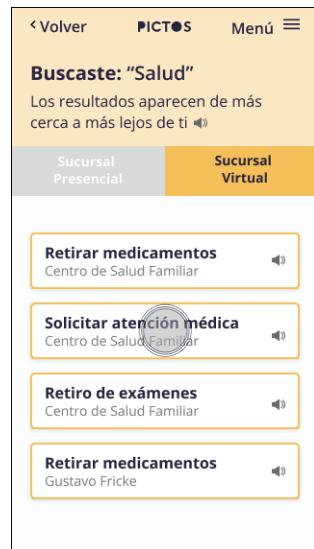 Volver PICTOS Menú
Buscaste: “Salud”
Los resultados aparecen de más
cerca a más lejos de ti
Sucursal
Presencial
Sucursal
Virtual
Retirar medicamentos
Centro de Salud Familiar
Solicitar atención médica
Centro de Salud Familiar
Retiro de exámenes
Centro de Salud Familiar
Retirar medicamentos
Gustavo Fricke